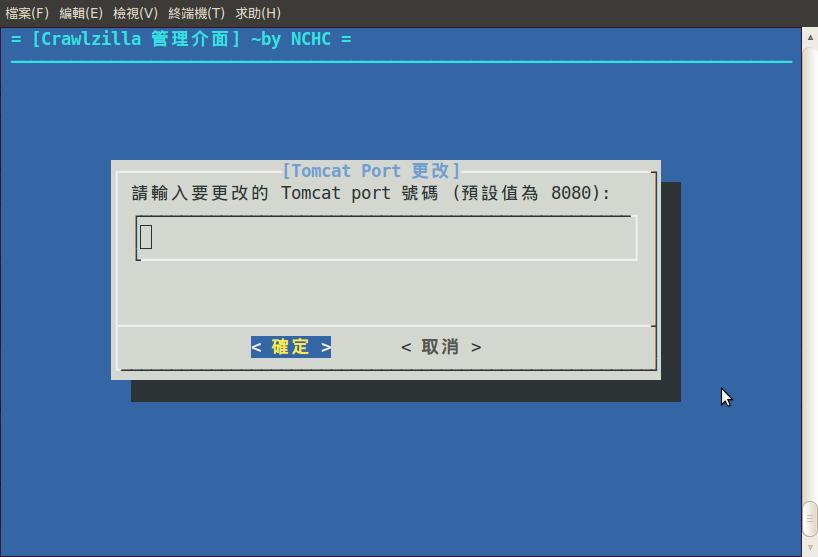 檔案(F) 編輯(E) 檢視(V) 終端機(T) 求助(H)
= [Crawlzilla 管理介面] ~by NCHC =
[Tomcat Port 更改]
請輸入要更改的 Tomcat port 號碼 (預設值為 8080):
< 確定 > < 取消 >